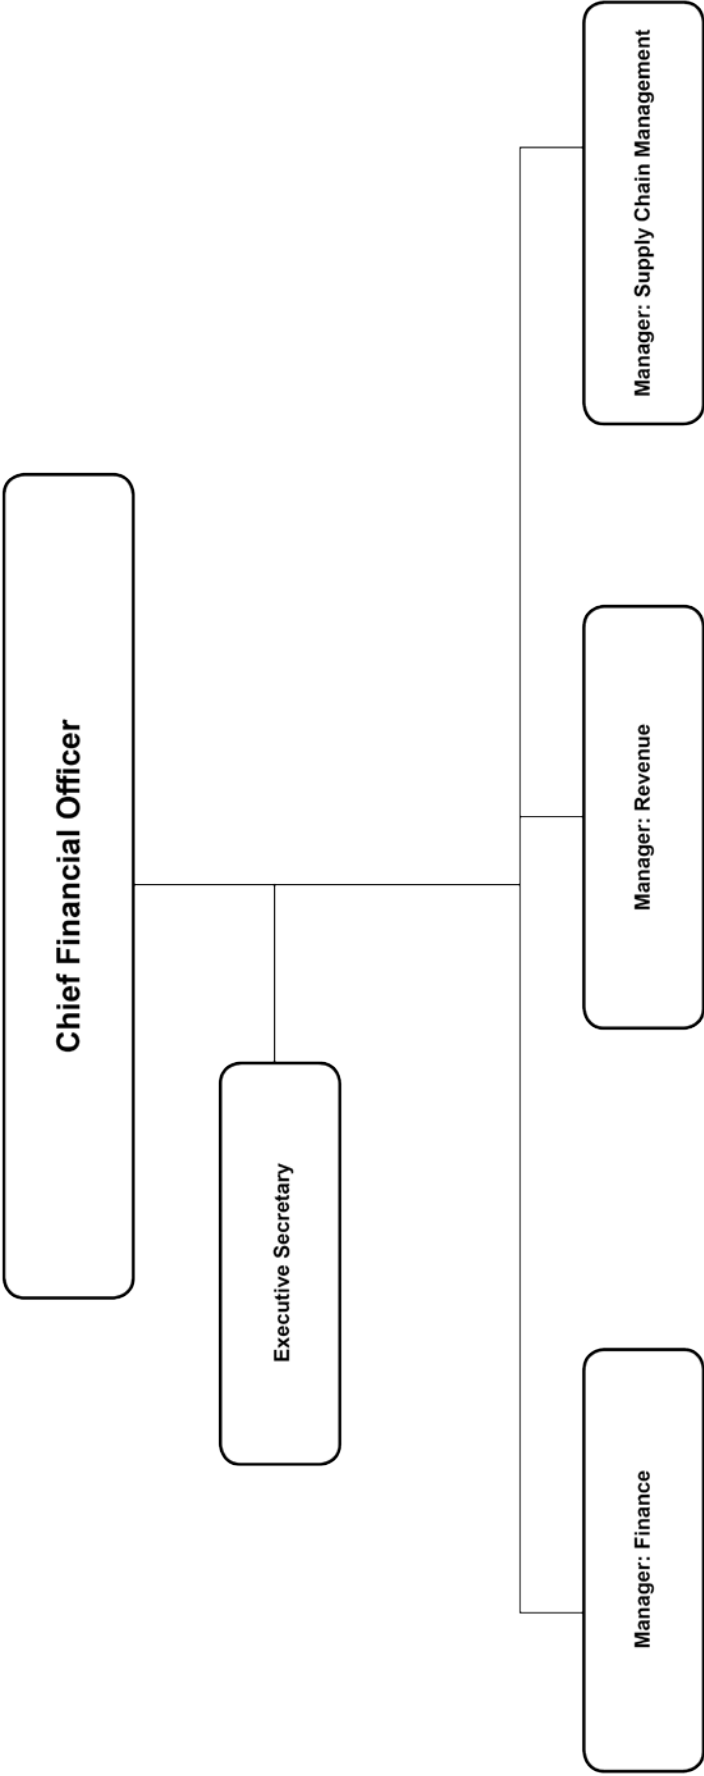 Chief Financial Officer
Executive Secretary
Manager: Finance
Manager: Revenue
Manager: Supply Chain Management